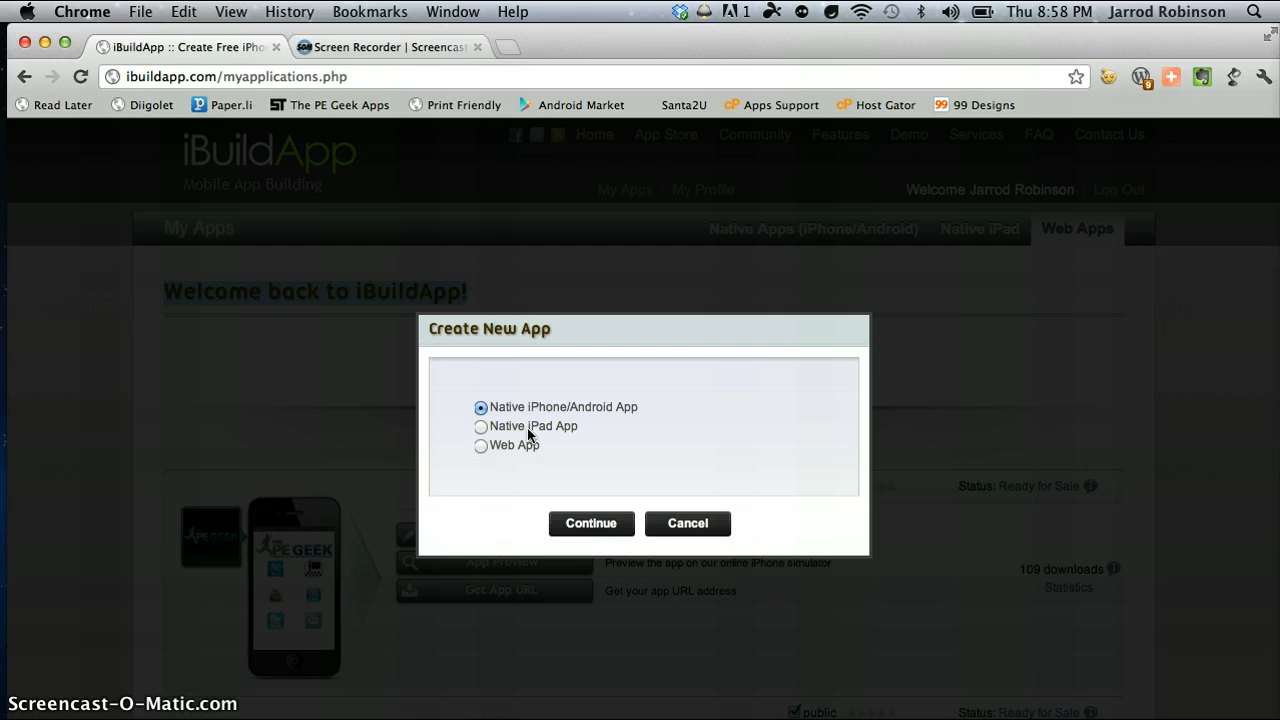 Chrome File Edit View History Bookmarks Window Help 1 Thu 8:58 PM Jarrod Robinson
iBuildApp :: Create Free iPho Screen Recorder | Screencast
ibuildapp.com/myapplications.php
Read Later Diigolet Paper.li The PE Geek Apps Print Friendly Android Market Santa2U Apps Support Host Gator 99 99 Designs
iBuildApp
Mobile App Building
Home App Store Community Features Demo Services FAQ Contact Us
My Apps | My Profile Welcome Jarrod Robinson | Log Out
My Apps Native Apps (iPhone/Android) Native iPad Web Apps
Welcome back to iBuildApp!
Create New App
Native iPhone/Android App
Native iPad App
Web App
Continue Cancel
Status: Ready for Sale
THE PE GEEK
App Preview Preview the app on our online iPhone simulator
109 downloads
Statistics
Get App URL Get your app URL address
public Status: Ready for Sale
Screencast-O-Matic.com